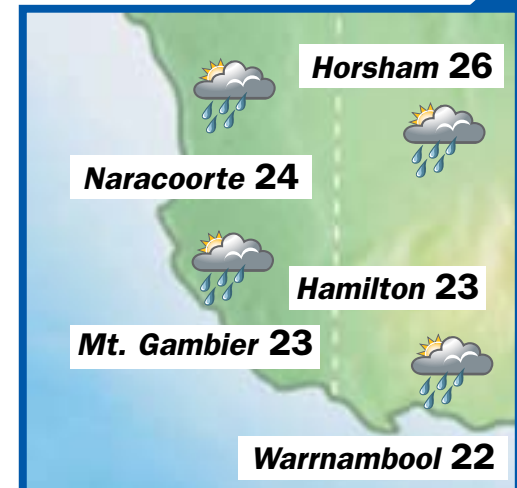 Horsham 26
Naracoorte 24
Hamilton 23
Mt. Gambier 23
Warrnambool 22